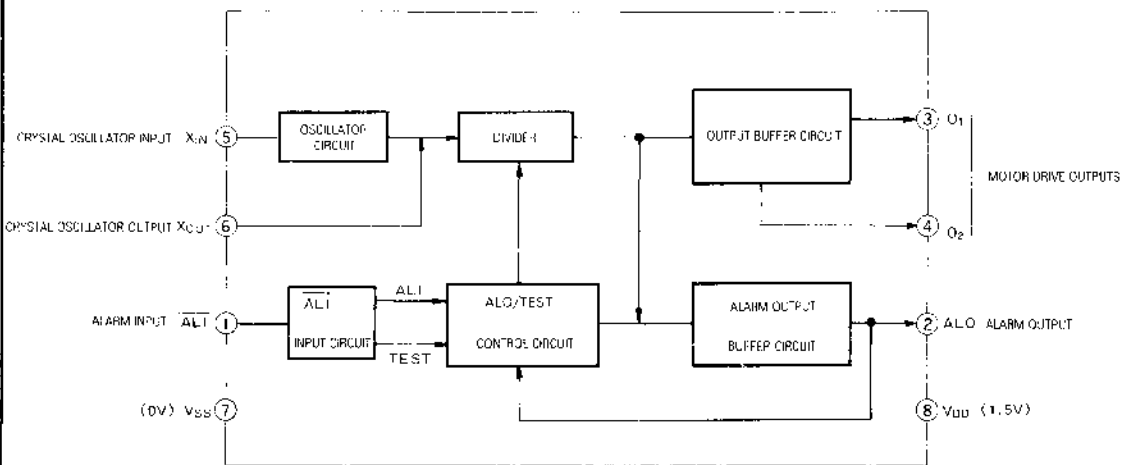 CRYSTAL OSCILLATOR INPUT XIN 5
OSCILLATOR
CIRCUIT
DIVIDER
OUTPUT BUFFER CIRCUIT
3 O1
MOTOR DRIVE OUTPUTS
CRYSTAL OSCILLATOR OUTPUT XOUT 6
4 O2
ALARM INPUT ALI 1
ALI
INPUT CIRCUIT
ALI
TEST
ALO/TEST
CONTROL CIRCUIT
ALARM OUTPUT
BUFFER CIRCUIT
2 ALO ALARM OUTPUT
(0V) VSS 7
8 VDD (1.5V)